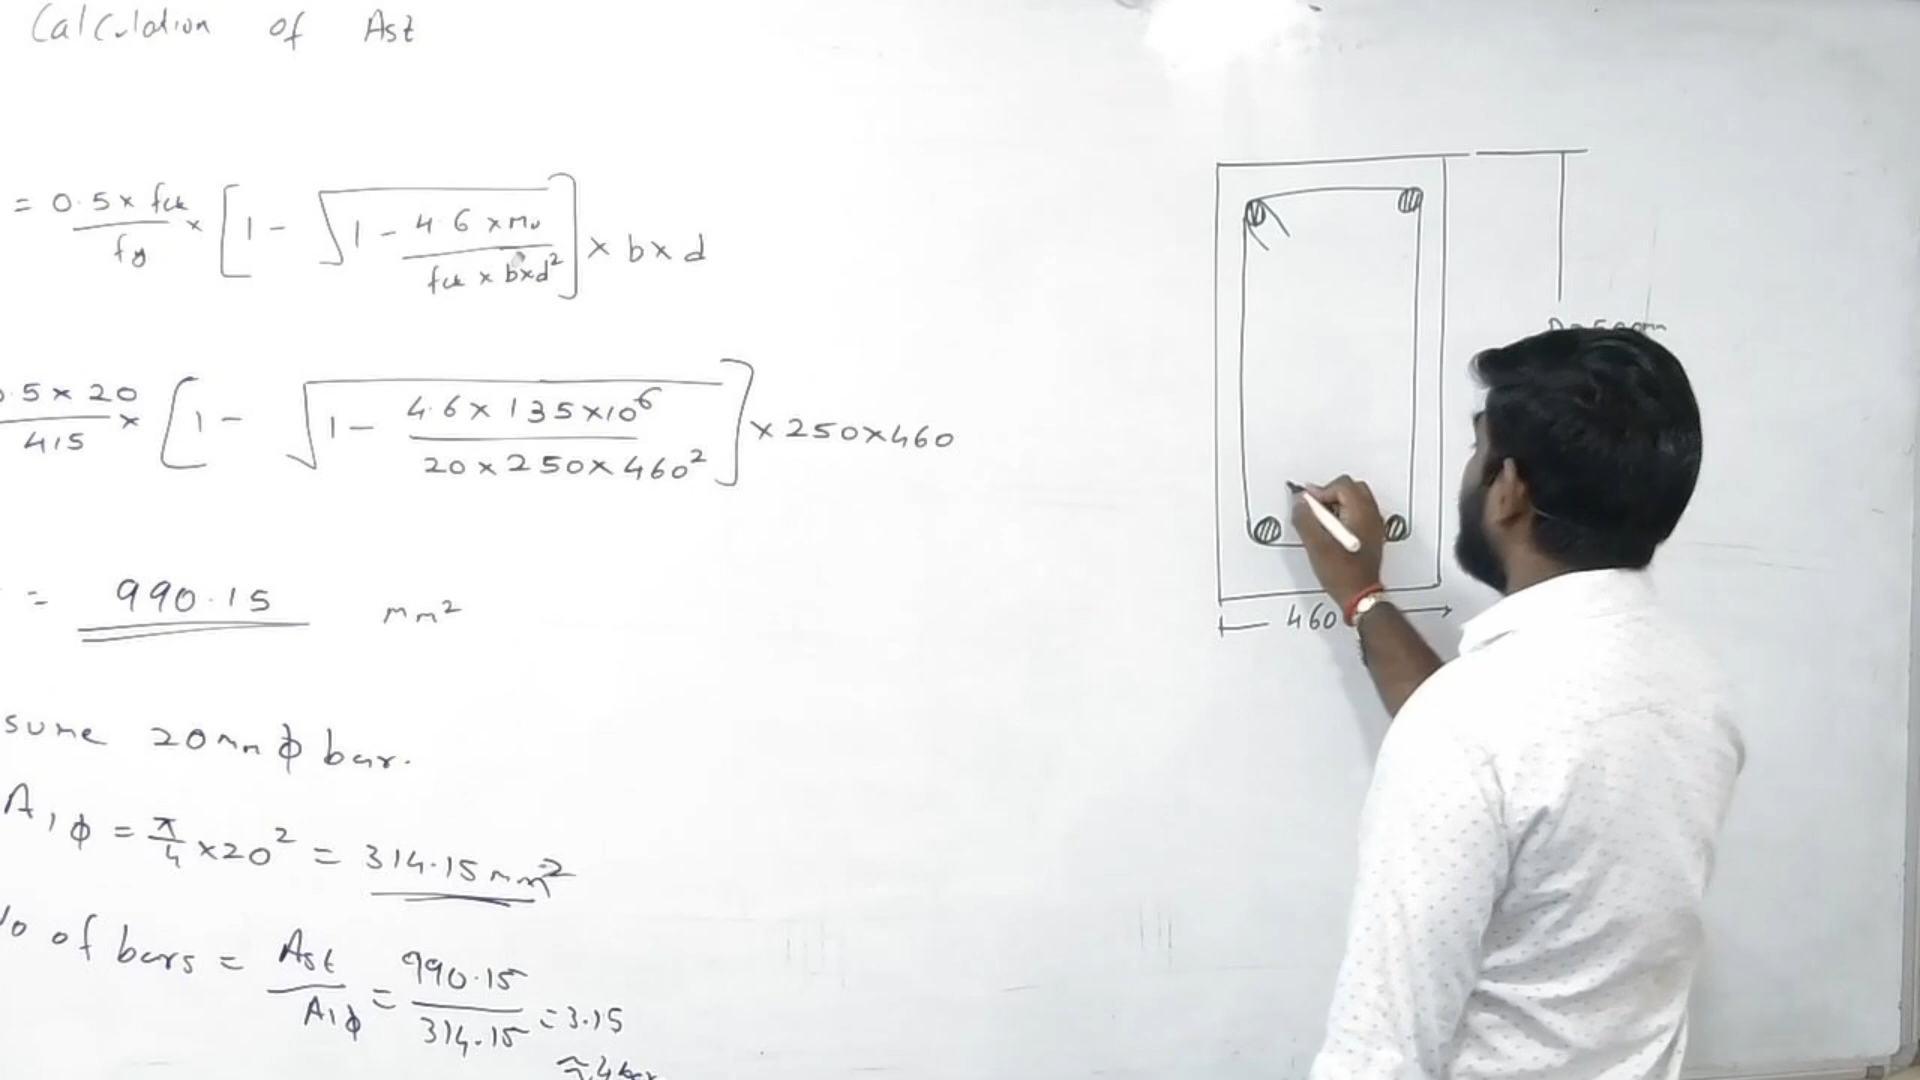 Calculation of Ast
= 0.5 × fck / fy × [1 - √1 - 4.6 × Mu / fck × b×d²] × b × d
.5 × 20 / 415 × [1 - √1 - 4.6 × 135×10⁶ / 20 × 250 × 460²] × 250×460
= 990.15 mm²
sume 20mm ϕ bar.
A1ϕ = π/4 ×20² = 314.15 mm²
No of bars = Ast / A1ϕ = 990.15 / 314.15 = 3.15
≈ 4 bar
460